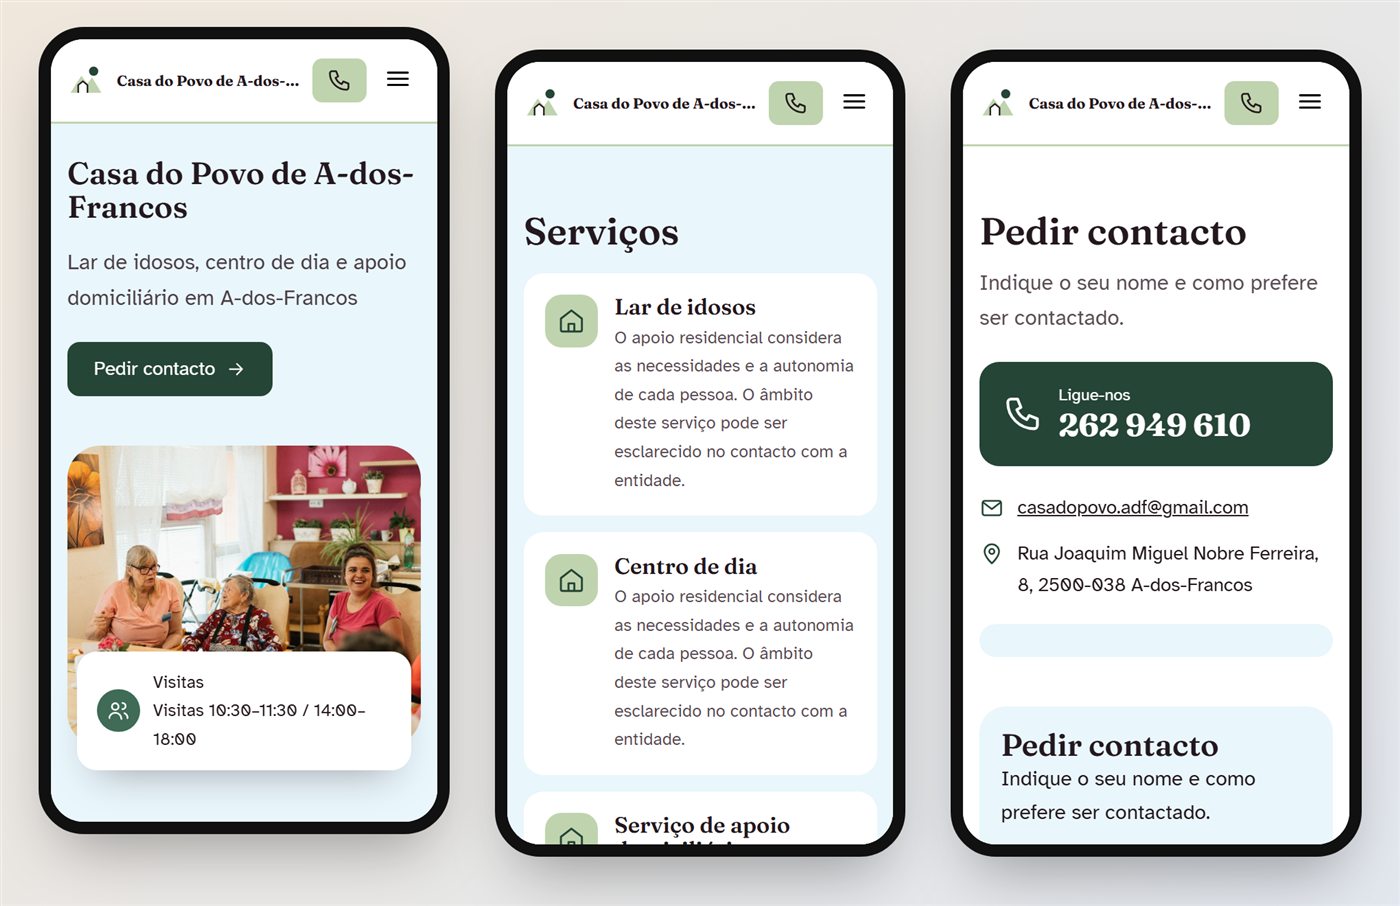 Casa do Povo de A-dos-...
Casa do Povo de A-dos-
Francos
Lar de idosos, centro de dia e apoio
domiciliário em A-dos-Francos
Pedir contacto →
Visitas
Visitas 10:30–11:30 / 14:00–
18:00
Casa do Povo de A-dos-...
Serviços
Lar de idosos
O apoio residencial considera
as necessidades e a autonomia
de cada pessoa. O âmbito
deste serviço pode ser
esclarecido no contacto com a
entidade.
Centro de dia
O apoio residencial considera
as necessidades e a autonomia
de cada pessoa. O âmbito
deste serviço pode ser
esclarecido no contacto com a
entidade.
Serviço de apoio
Casa do Povo de A-dos-...
Pedir contacto
Indique o seu nome e como prefere
ser contactado.
Ligue-nos
262 949 610
casadopovo.adf@gmail.com
Rua Joaquim Miguel Nobre Ferreira,
8, 2500-038 A-dos-Francos
Pedir contacto
Indique o seu nome e como
prefere ser contactado.